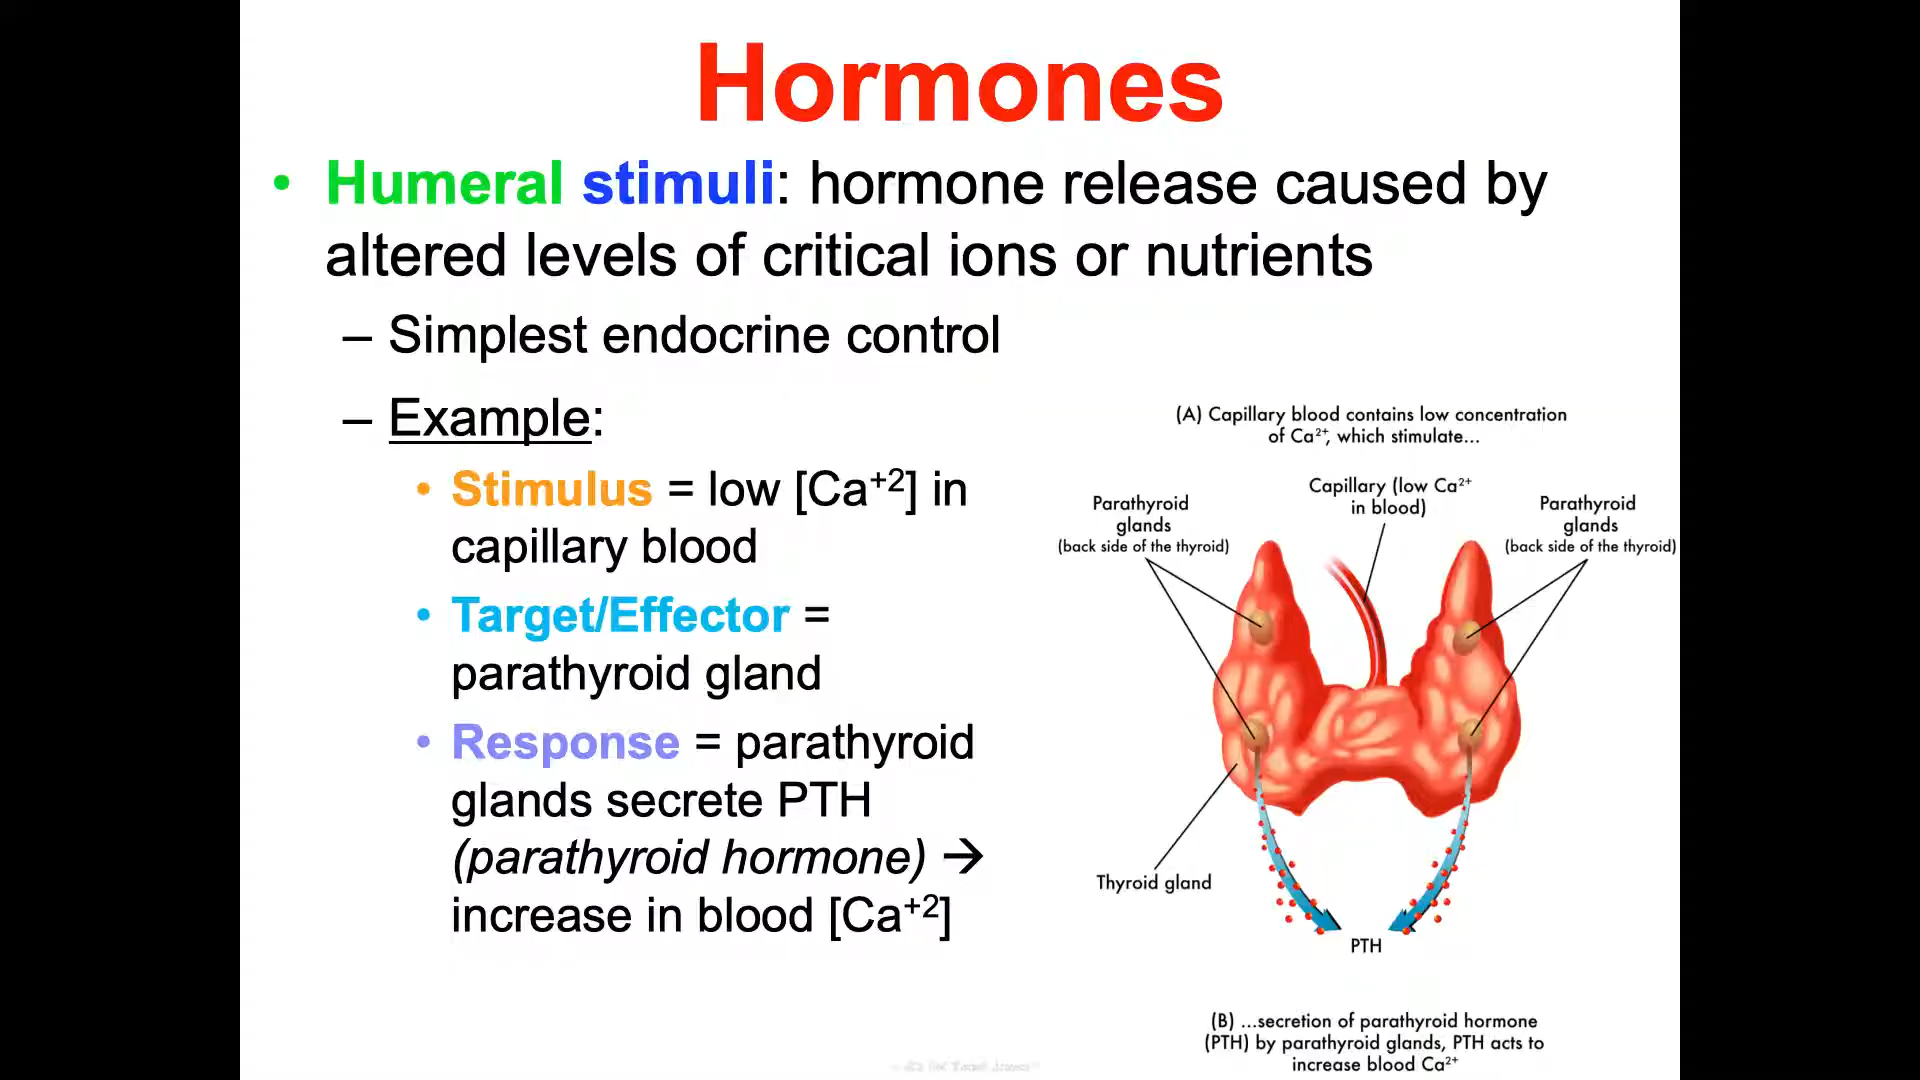 Hormones
• Humeral stimuli: hormone release caused by
altered levels of critical ions or nutrients
– Simplest endocrine control
– Example:
• Stimulus = low [Ca⁺²] in
capillary blood
• Target/Effector =
parathyroid gland
• Response = parathyroid
glands secrete PTH
(parathyroid hormone) →
increase in blood [Ca⁺²]
(A) Capillary blood contains low concentration
of Ca²⁺, which stimulate...
Capillary (low Ca²⁺
in blood)
Parathyroid
glands
(back side of the thyroid)
Parathyroid
glands
(back side of the thyroid)
Thyroid gland
PTH
(B) ...secretion of parathyroid hormone
(PTH) by parathyroid glands, PTH acts to
increase blood Ca²⁺